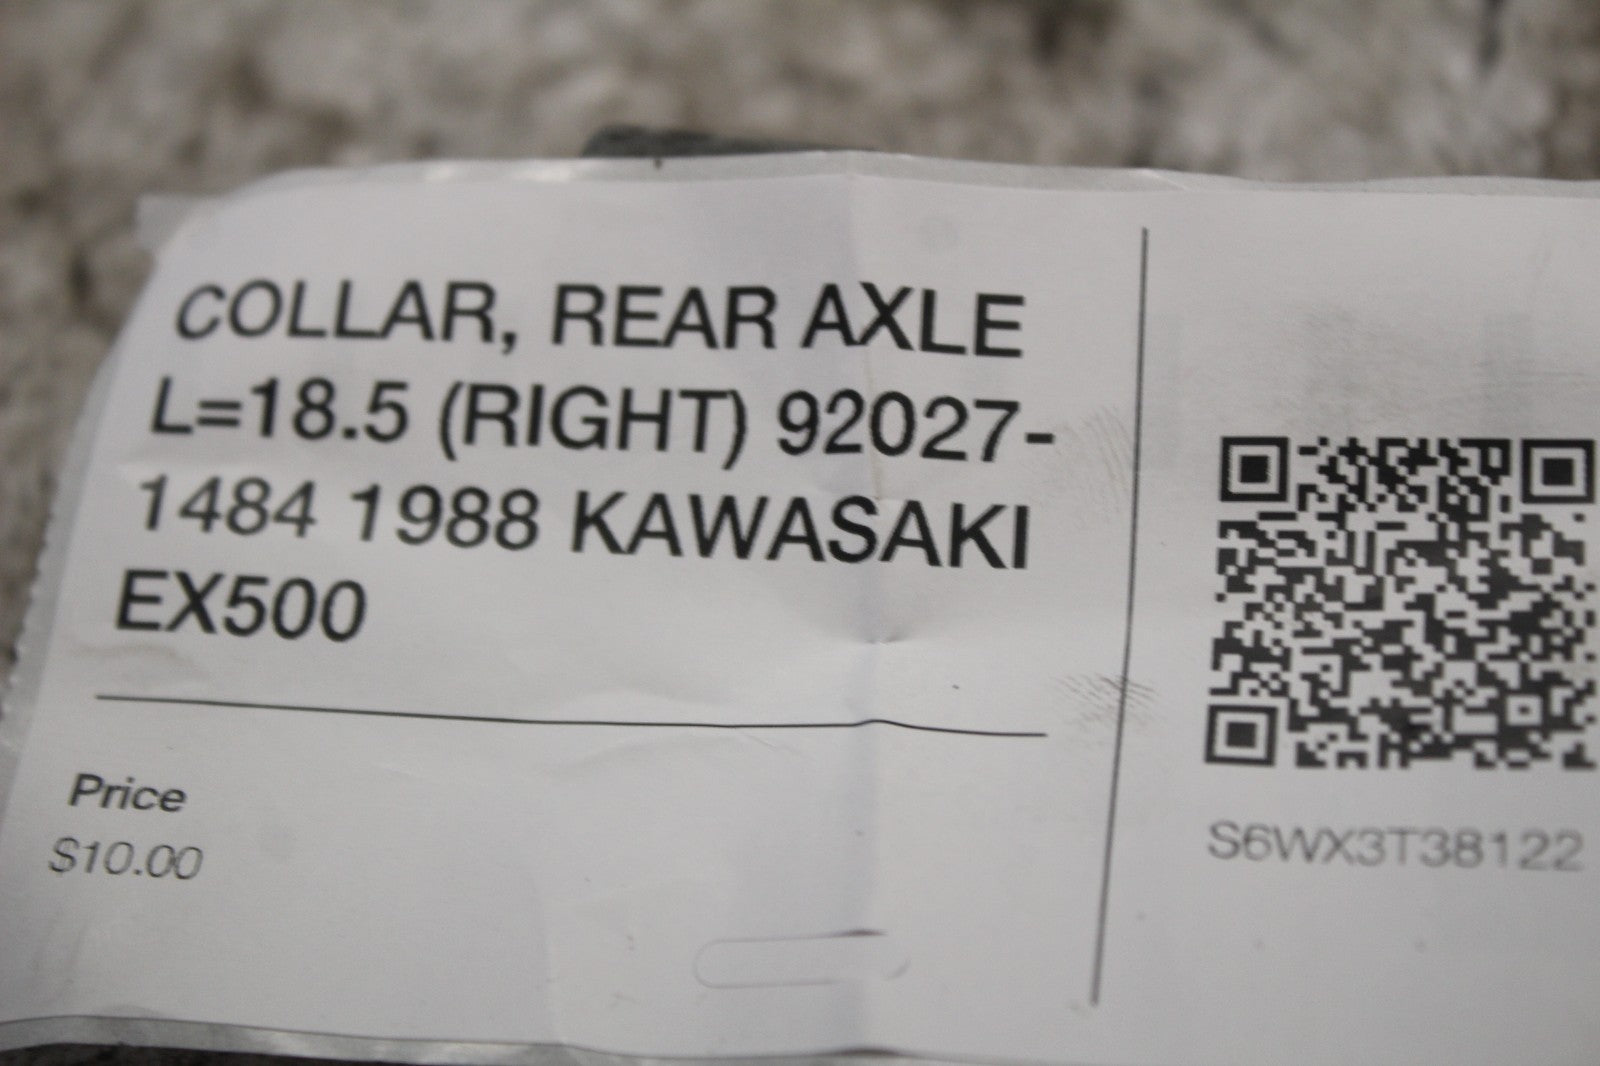 COLLAR, REAR AXLE
L=18.5 (RIGHT) 92027-
1484 1988 KAWASAKI
EX500
Price
$10.00
S6WX3T38122